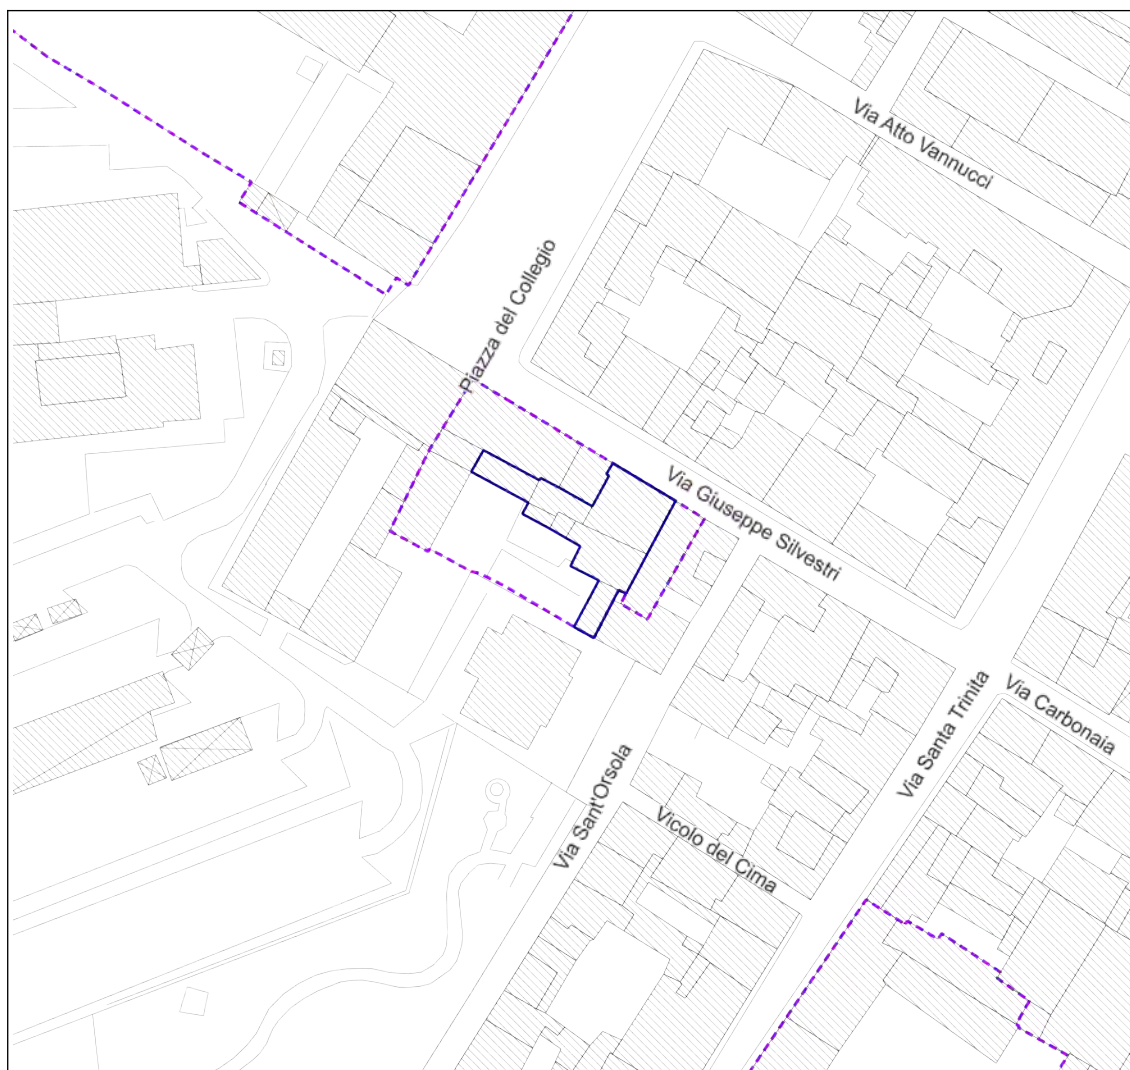 Via Atto Vannucci
Piazza del Collegio
Via Giuseppe Silvestri
Via Santa Trinita
Via Carbonaia
Via Sant'Orsola
Vicolo del Cima